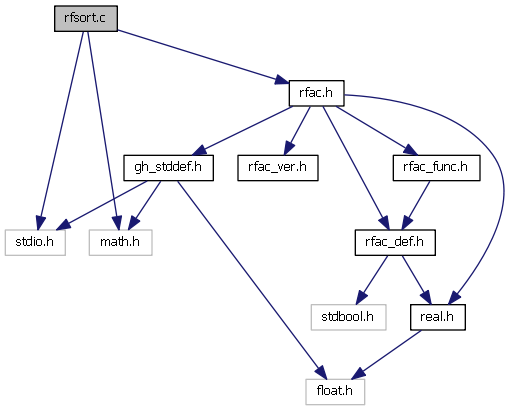 rfsort.c
rfac.h
gh_stddef.h
rfac_ver.h
rfac_func.h
stdio.h
math.h
rfac_def.h
stdbool.h
real.h
float.h